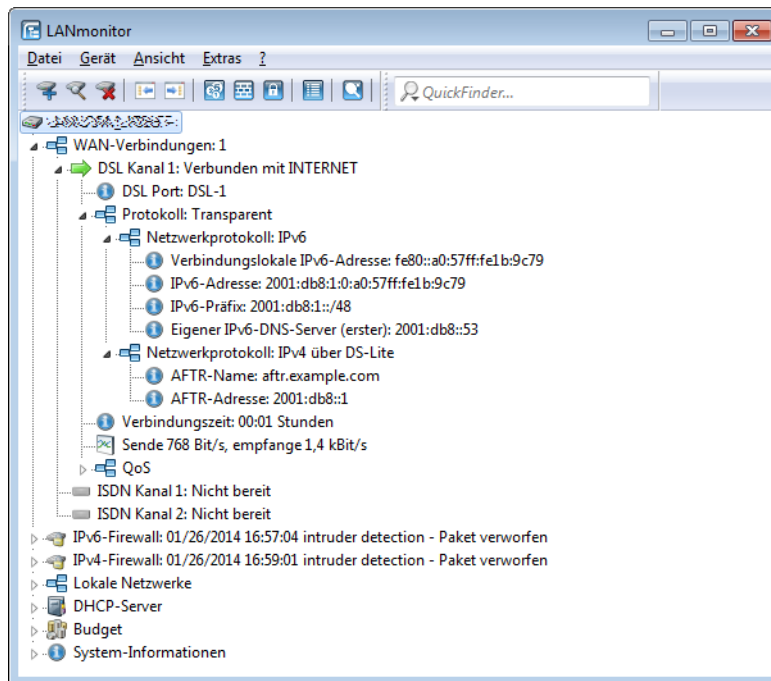 LANmonitor
Datei Gerät Ansicht Extras ?
QuickFinder...
WAN-Verbindungen: 1
DSL Kanal 1: Verbunden mit INTERNET
DSL Port: DSL-1
Protokoll: Transparent
Netzwerkprotokoll: IPv6
Verbindungslokale IPv6-Adresse: fe80::a0:57ff:fe1b:9c79
IPv6-Adresse: 2001:db8:1:0:a0:57ff:fe1b:9c79
IPv6-Präfix: 2001:db8:1::/48
Eigener IPv6-DNS-Server (erster): 2001:db8::53
Netzwerkprotokoll: IPv4 über DS-Lite
AFTR-Name: aftr.example.com
AFTR-Adresse: 2001:db8::1
Verbindungszeit: 00:01 Stunden
Sende 768 Bit/s, empfange 1,4 kBit/s
QoS
ISDN Kanal 1: Nicht bereit
ISDN Kanal 2: Nicht bereit
IPv6-Firewall: 01/26/2014 16:57:04 intruder detection - Paket verworfen
IPv4-Firewall: 01/26/2014 16:59:01 intruder detection - Paket verworfen
Lokale Netzwerke
DHCP-Server
Budget
System-Informationen